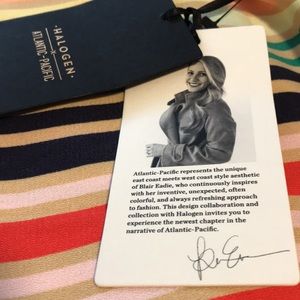 HALOGEN
ATLANTIC-PACIFIC
Atlantic-Pacific represents the unique
east coast meets west coast style aesthetic
of Blair Eadie, who continuously inspires
with her inventive, unexpected, often
colorful, and always refreshing approach
to fashion. This design collaboration and
collection with Halogen invites you to
experience the newest chapter in the
narrative of Atlantic-Pacific.